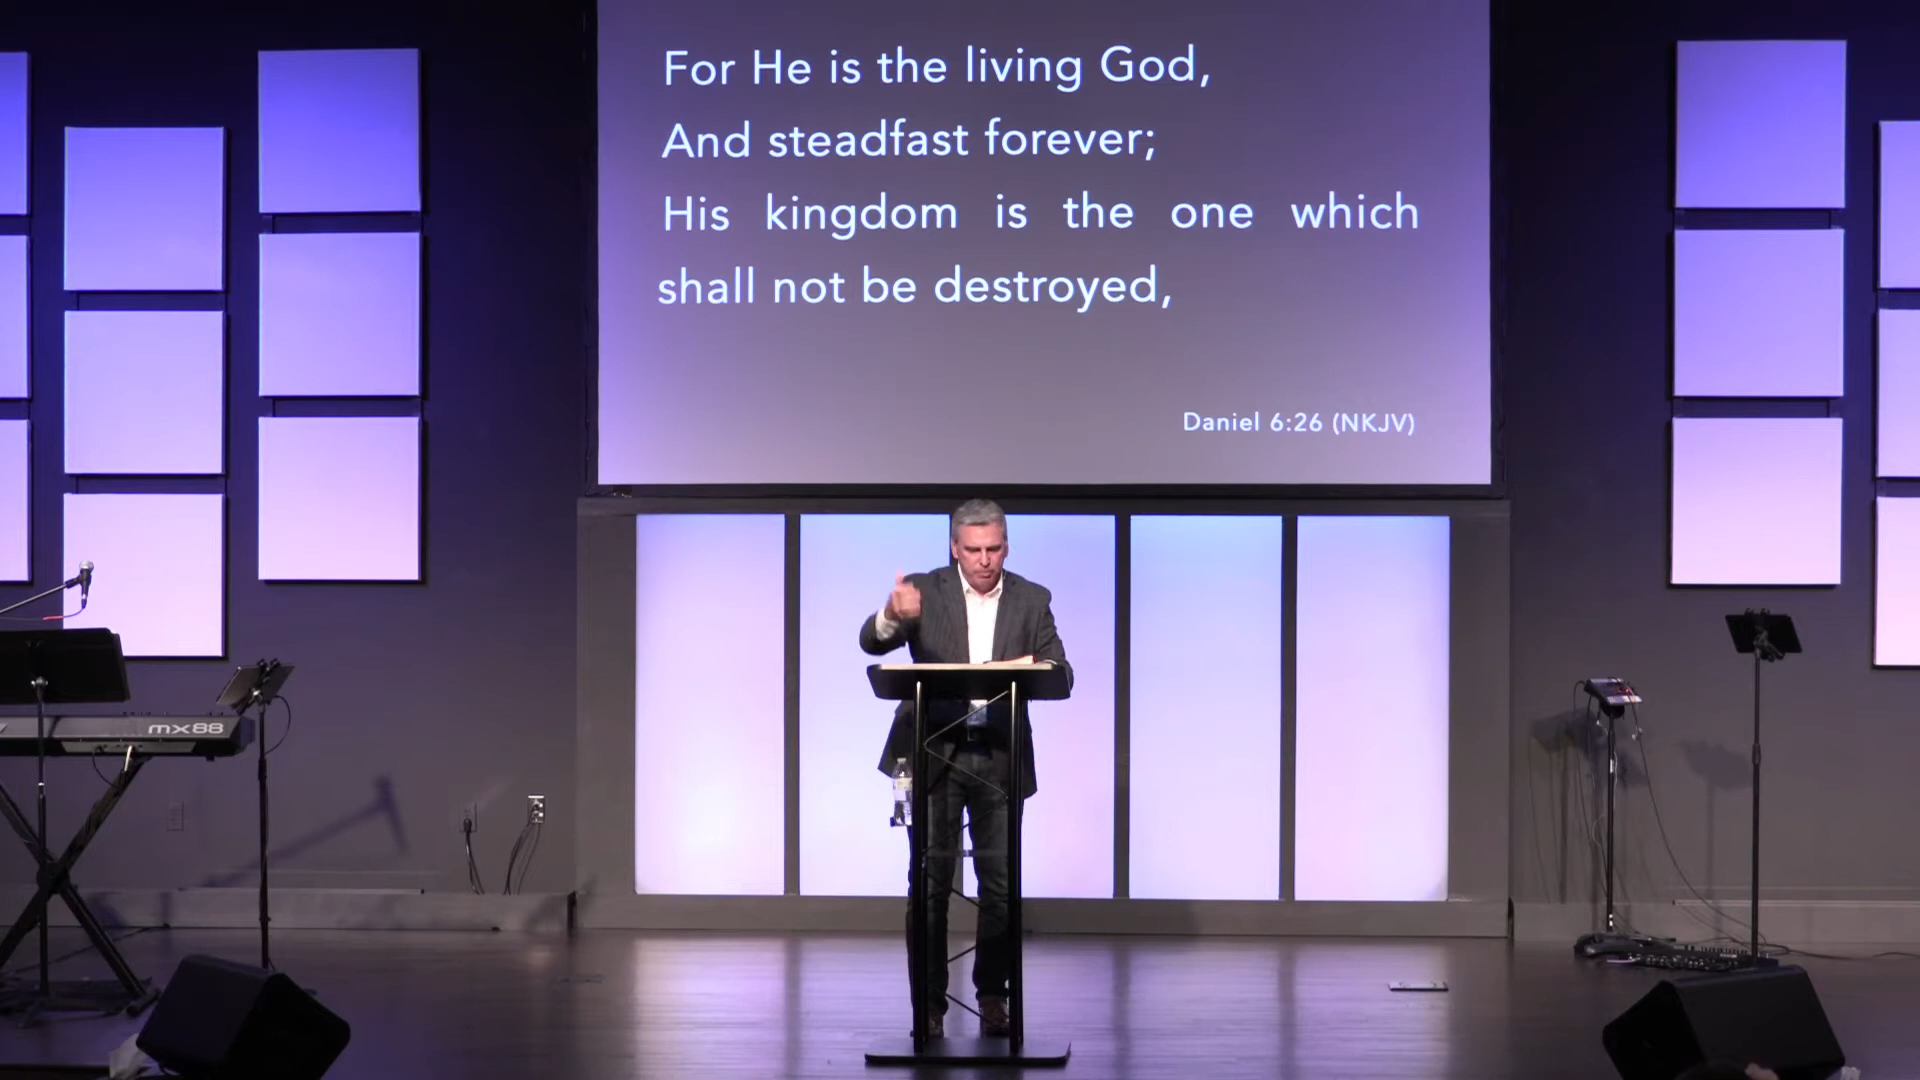 For He is the living God,
And steadfast forever;
His kingdom is the one which
shall not be destroyed,
Daniel 6:26 (NKJV)
mx88